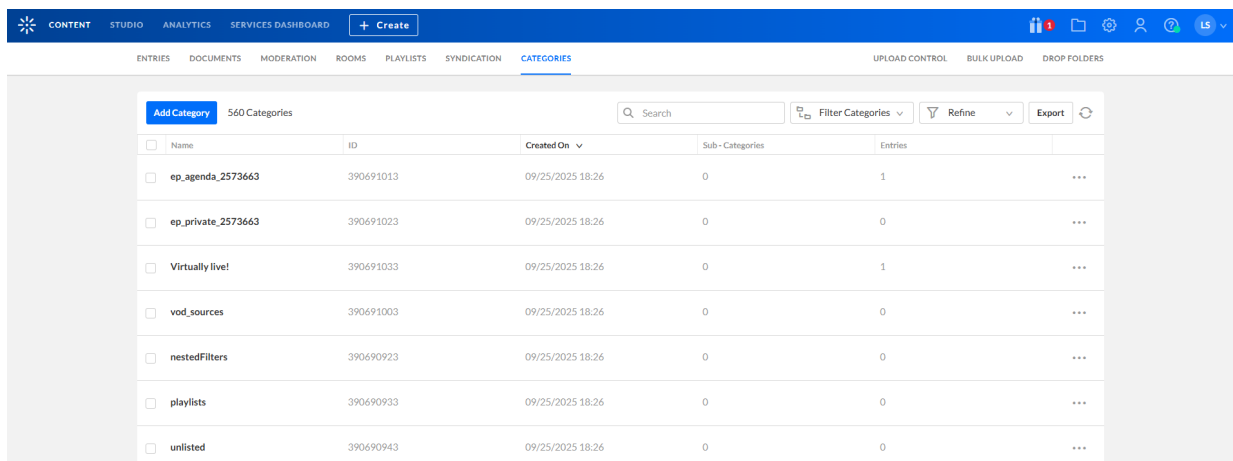 CONTENT STUDIO ANALYTICS SERVICES DASHBOARD + Create 1 LS
ENTRIES DOCUMENTS MODERATION ROOMS PLAYLISTS SYNDICATION CATEGORIES UPLOAD CONTROL BULK UPLOAD DROP FOLDERS
Add Category 560 Categories Search Filter Categories Refine Export
Name ID Created On Sub - Categories Entries
ep_agenda_2573663 390691013 09/25/2025 18:26 0 1
ep_private_2573663 390691023 09/25/2025 18:26 0 0
Virtually live! 390691033 09/25/2025 18:26 0 1
vod_sources 390691003 09/25/2025 18:26 0 0
nestedFilters 390690923 09/25/2025 18:26 0 0
playlists 390690933 09/25/2025 18:26 0 0
unlisted 390690943 09/25/2025 18:26 0 0